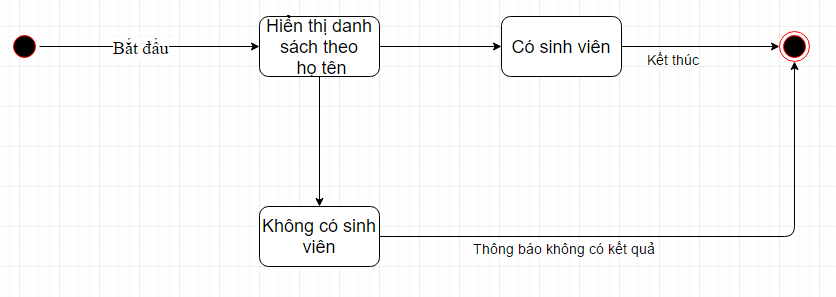 Bắt đầu
Hiển thị danh
sách theo
họ tên
Có sinh viên
Kết thúc
Không có sinh
viên
Thông báo không có kết quả